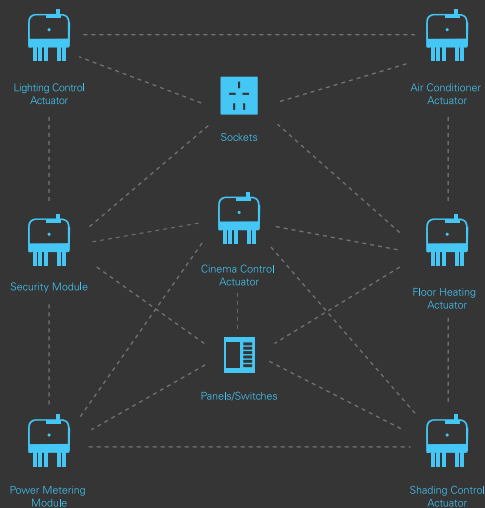 Lighting Control
Actuator
Air Conditioner
Actuator
Sockets
Cinema Control
Actuator
Security Module
Floor Heating
Actuator
Panels/Switches
Power Metering
Module
Shading Control
Actuator